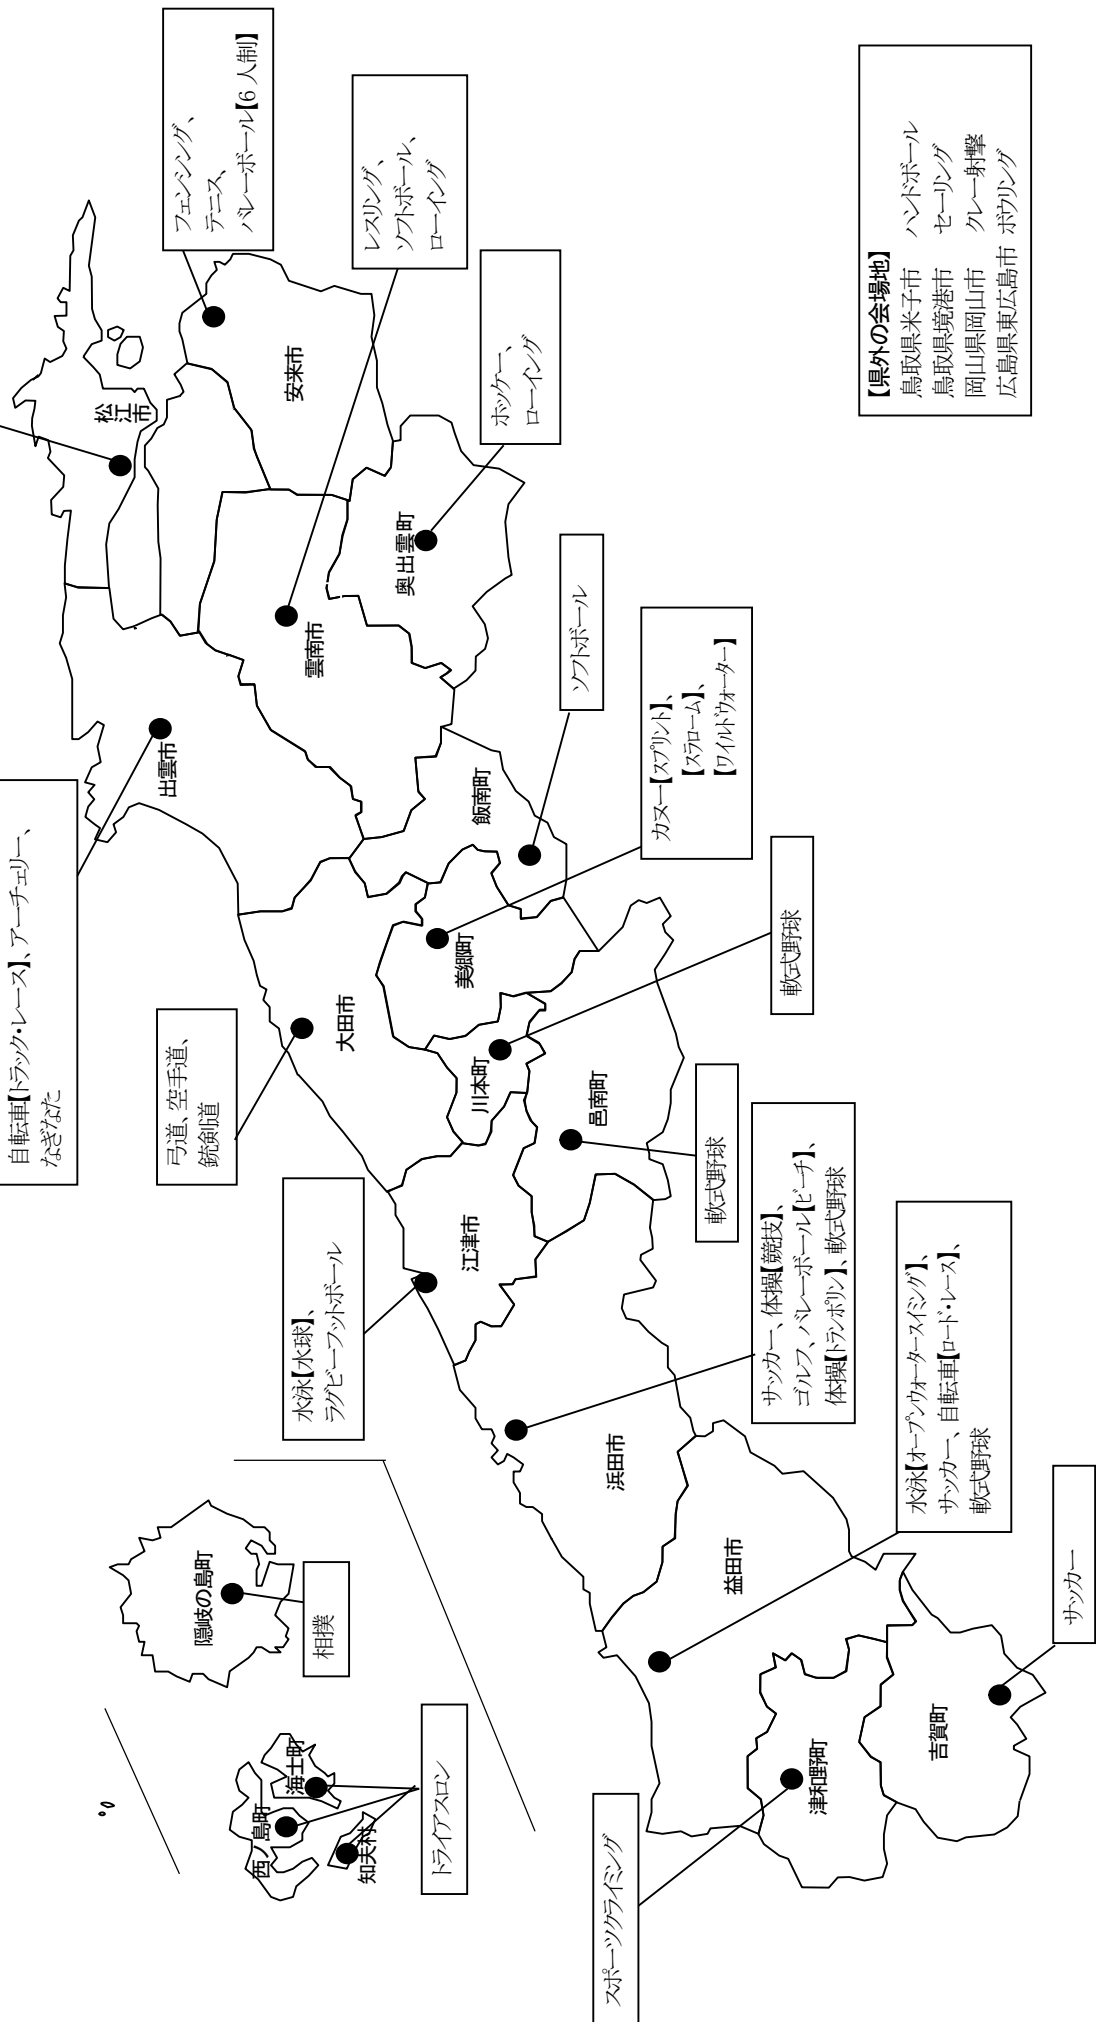 フェンシング、
テニス、
バレーボール【6 人制】
レスリング、
ソフトボール、
ローイング
ホッケー、
ローイング
ソフトボール
カヌー【スプリント】、
【スラローム】、
【ワイルドウォーター】
軟式野球
軟式野球
サッカー、体操【競技】、
ゴルフ、バレーボール【ビーチ】、
体操【トランポリン】、軟式野球
水泳【オープンウォータースイミング】、
サッカー、自転車【ロード・レース】、
軟式野球
サッカー
スポーツクライミング
トライアスロン
相撲
水泳【水球】、
ラグビーフットボール
弓道、空手道、
銃剣道
自転車【トラック・レース】、アーチェリー、
なぎなた
松江市
安来市
出雲市
雲南市
奥出雲町
飯南町
大田市
美郷町
川本町
邑南町
江津市
浜田市
益田市
津和野町
吉賀町
隠岐の島町
海士町
西ノ島町
知夫村
【県外の会場地】
鳥取県米子市 ハンドボール
鳥取県境港市 セーリング
岡山県岡山市 クレー射撃
広島県東広島市 ボウリング